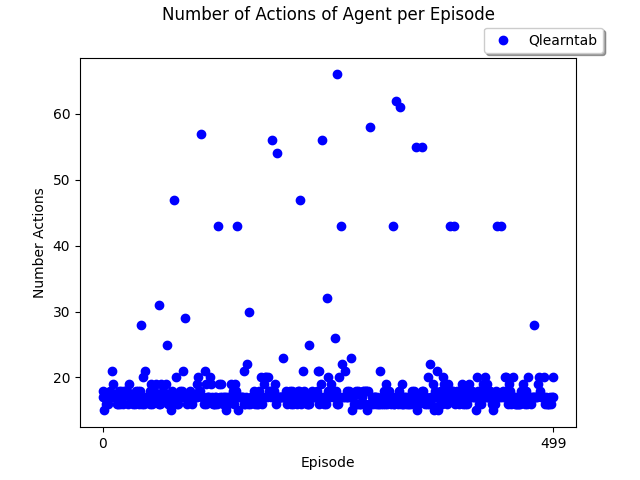 Number of Actions of Agent per Episode
Qlearntab
60
50
40
30
20
Number Actions
0 499
Episode